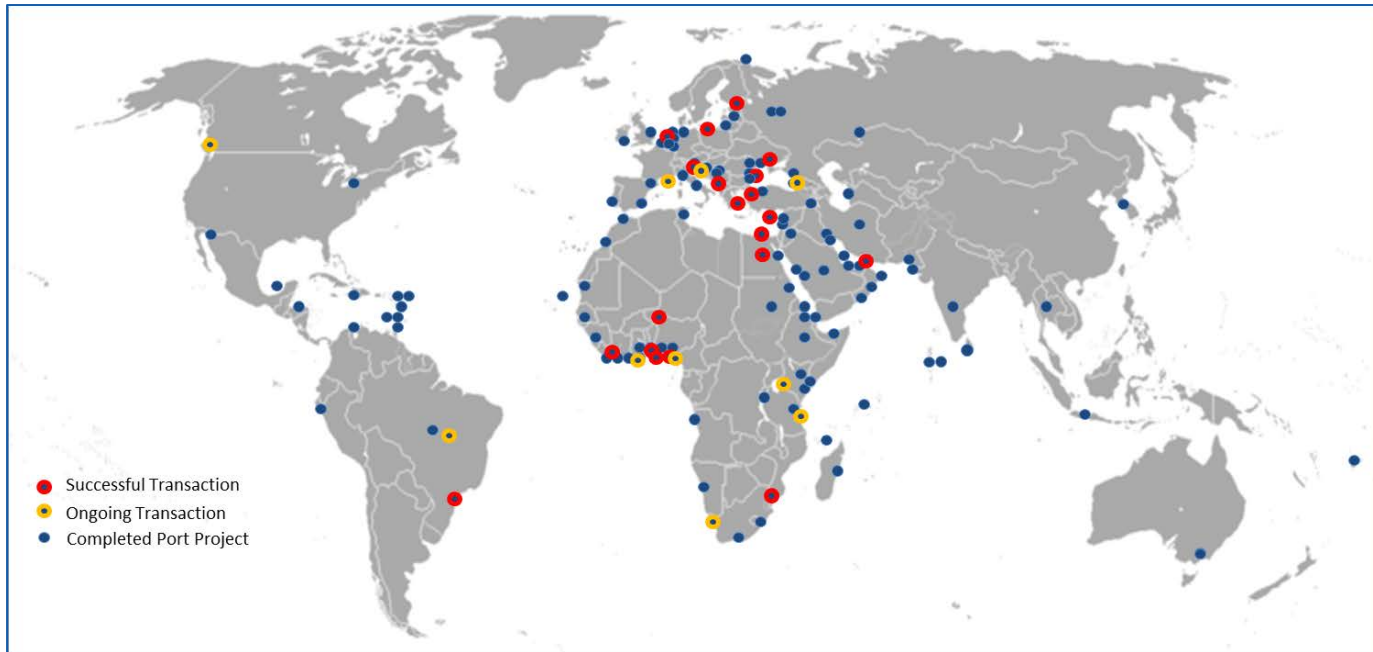 Successful Transaction
Ongoing Transaction
Completed Port Project